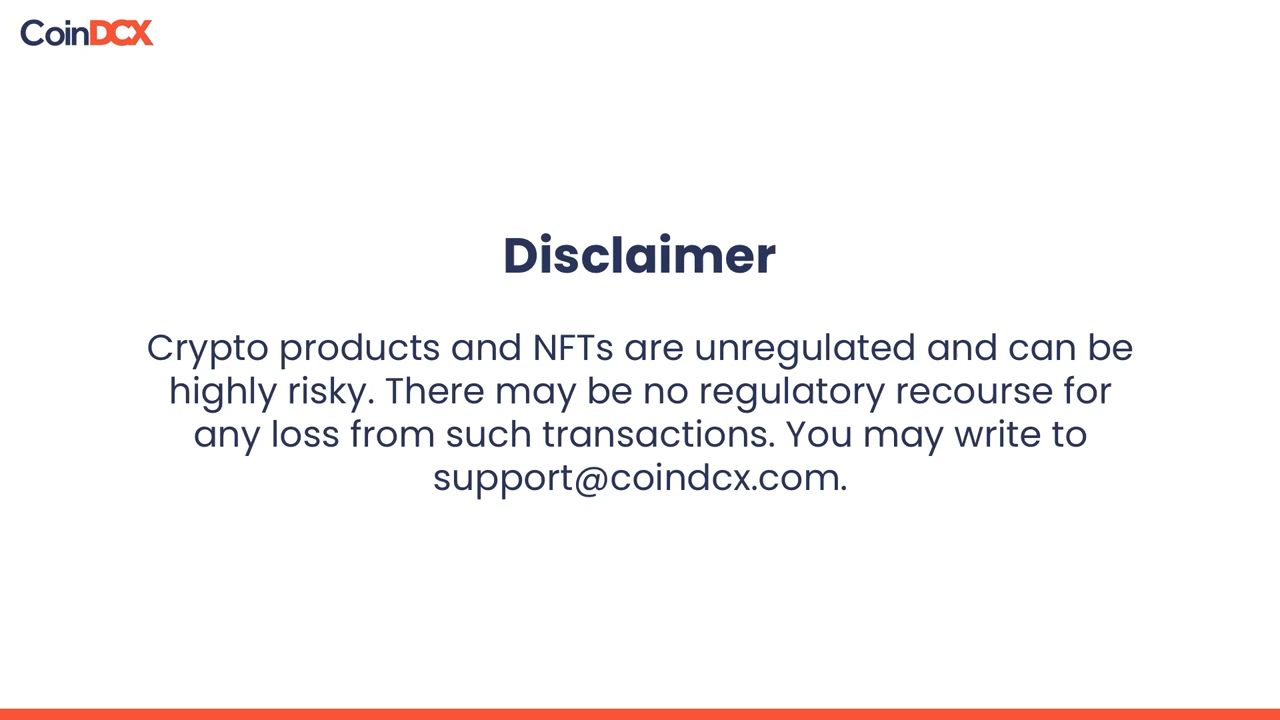 CoinDCX
Disclaimer
Crypto products and NFTs are unregulated and can be
highly risky. There may be no regulatory recourse for
any loss from such transactions. You may write to
support@coindcx.com.